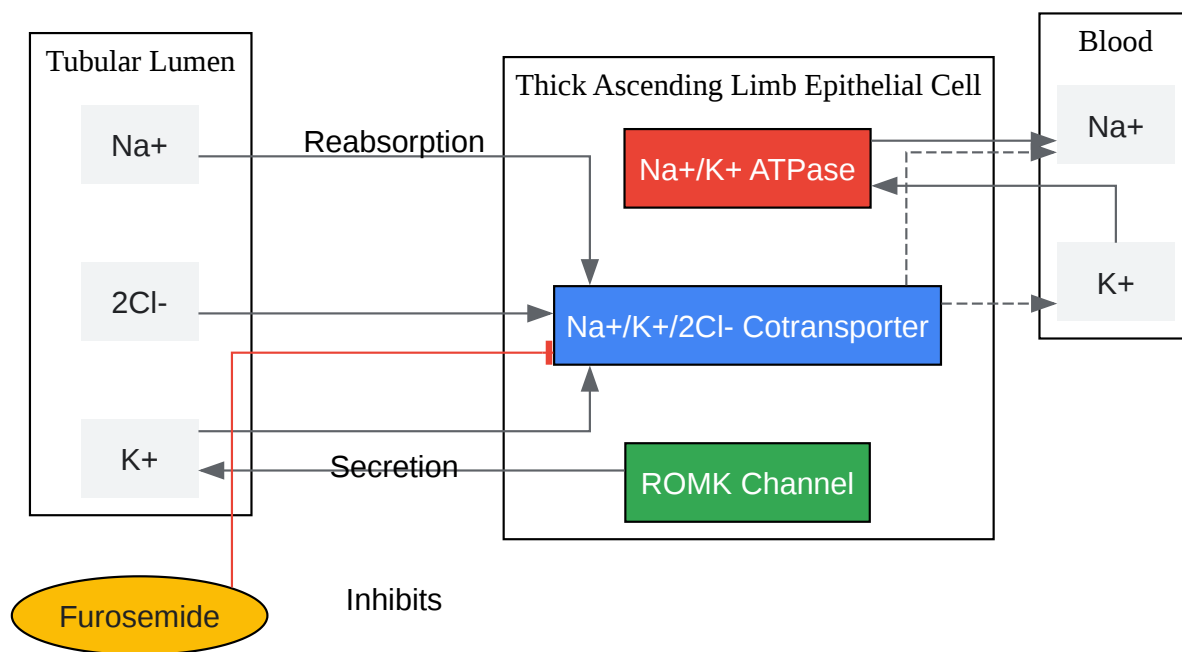 Blood
Tubular Lumen
Thick Ascending Limb Epithelial Cell
Na+
Reabsorption
Na+/K+ ATPase
Na+
2Cl-
Na+/K+/2Cl- Cotransporter
K+
K+
Secretion
ROMK Channel
Furosemide
Inhibits